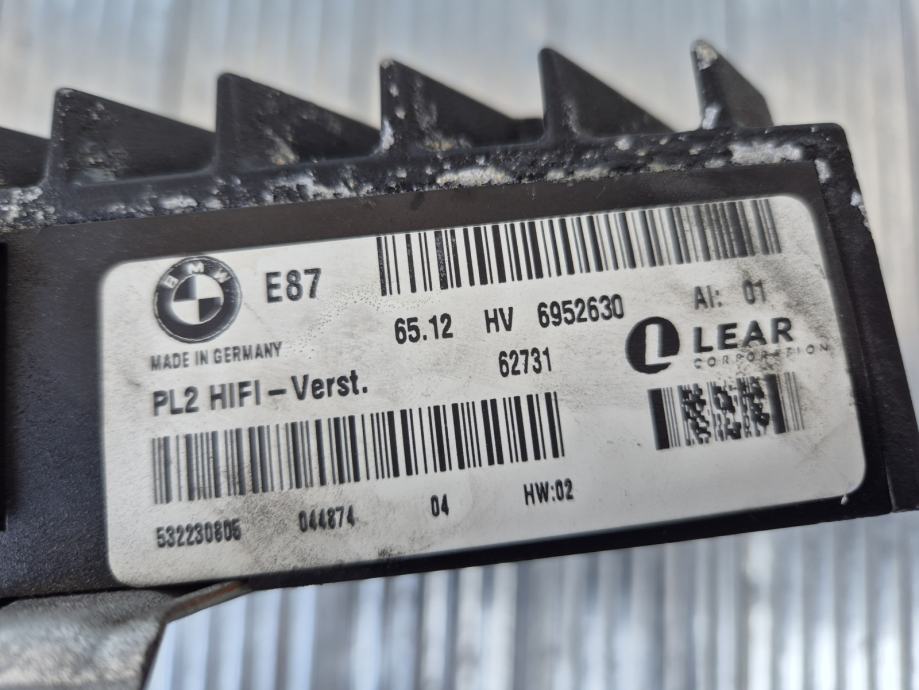 BMW
E87
65.12 HV 6952630 AI: 01
MADE IN GERMANY
62731
LEAR
CORPORATION
PL2 HIFI-Verst.
532230805 044874 04 HW:02